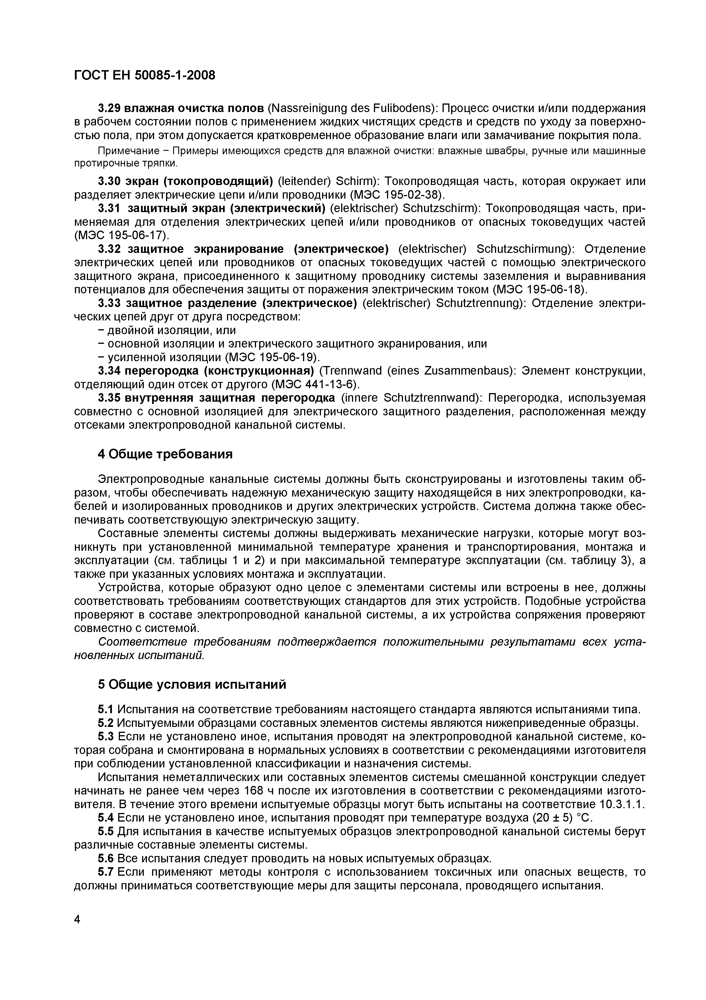 ГОСТ ЕН 50085-1-2008
3.29 влажная очистка полов (Nassreinigung des Fulibodens): Процесс очистки и/или поддержания
в рабочем состоянии полов с применением жидких чистящих средств и средств по уходу за поверхно-
стью пола, при этом допускается кратковременное образование влаги или замачивание покрытия пола.
Примечание – Примеры имеющихся средств для влажной очистки: влажные швабры, ручные или машинные
протирочные тряпки.
3.30 экран (токопроводящий) (leitender) Schirm): Токопроводящая часть, которая окружает или
разделяет электрические цепи и/или проводники (МЭС 195-02-38).
3.31 защитный экран (электрический) (elektrischer) Schutzschirm): Токопроводящая часть, при-
меняемая для отделения электрических цепей и/или проводников от опасных токоведущих частей
(МЭС 195-06-17).
3.32 защитное экранирование (электрическое) (elektrischer) Schutzschirmung): Отделение
электрических цепей или проводников от опасных токоведущих частей с помощью электрического
защитного экрана, присоединенного к защитному проводнику системы заземления и выравнивания
потенциалов для обеспечения защиты от поражения электрическим током (МЭС 195-06-18).
3.33 защитное разделение (электрическое) (elektrischer) Schutztrennung): Отделение электри-
ческих цепей друг от друга посредством:
– двойной изоляции, или
– основной изоляции и электрического защитного экранирования, или
– усиленной изоляции (МЭС 195-06-19).
3.34 перегородка (конструкционная) (Trennwand (eines Zusammenbaus): Элемент конструкции,
отделяющий один отсек от другого (МЭС 441-13-6).
3.35 внутренняя защитная перегородка (innere Schutztrennwand): Перегородка, используемая
совместно с основной изоляцией для электрического защитного разделения, расположенная между
отсеками электропроводной канальной системы.
4 Общие требования
Электропроводные канальные системы должны быть сконструированы и изготовлены таким об-
разом, чтобы обеспечивать надежную механическую защиту находящейся в них электропроводки, ка-
белей и изолированных проводников и других электрических устройств. Система должна также обес-
печивать соответствующую электрическую защиту.
Составные элементы системы должны выдерживать механические нагрузки, которые могут воз-
никнуть при установленной минимальной температуре хранения и транспортирования, монтажа и
эксплуатации (см. таблицы 1 и 2) и при максимальной температуре эксплуатации (см. таблицу 3), а
также при указанных условиях монтажа и эксплуатации.
Устройства, которые образуют одно целое с элементами системы или встроены в нее, должны
соответствовать требованиям соответствующих стандартов для этих устройств. Подобные устройства
проверяют в составе электропроводной канальной системы, а их устройства сопряжения проверяют
совместно с системой.
Соответствие требованиям подтверждается положительными результатами всех уста-
новленных испытаний.
5 Общие условия испытаний
5.1 Испытания на соответствие требованиям настоящего стандарта являются испытаниями типа.
5.2 Испытуемыми образцами составных элементов системы являются нижеприведенные образцы.
5.3 Если не установлено иное, испытания проводят на электропроводной канальной системе, ко-
торая собрана и смонтирована в нормальных условиях в соответствии с рекомендациями изготовителя
при соблюдении установленной классификации и назначения системы.
Испытания неметаллических или составных элементов системы смешанной конструкции следует
начинать не ранее чем через 168 ч после их изготовления в соответствии с рекомендациями изгото-
вителя. В течение этого времени испытуемые образцы могут быть испытаны на соответствие 10.3.1.1.
5.4 Если не установлено иное, испытания проводят при температуре воздуха (20 ± 5) °С.
5.5 Для испытания в качестве испытуемых образцов электропроводной канальной системы берут
различные составные элементы системы.
5.6 Все испытания следует проводить на новых испытуемых образцах.
5.7 Если применяют методы контроля с использованием токсичных или опасных веществ, то
должны приниматься соответствующие меры для защиты персонала, проводящего испытания.
4